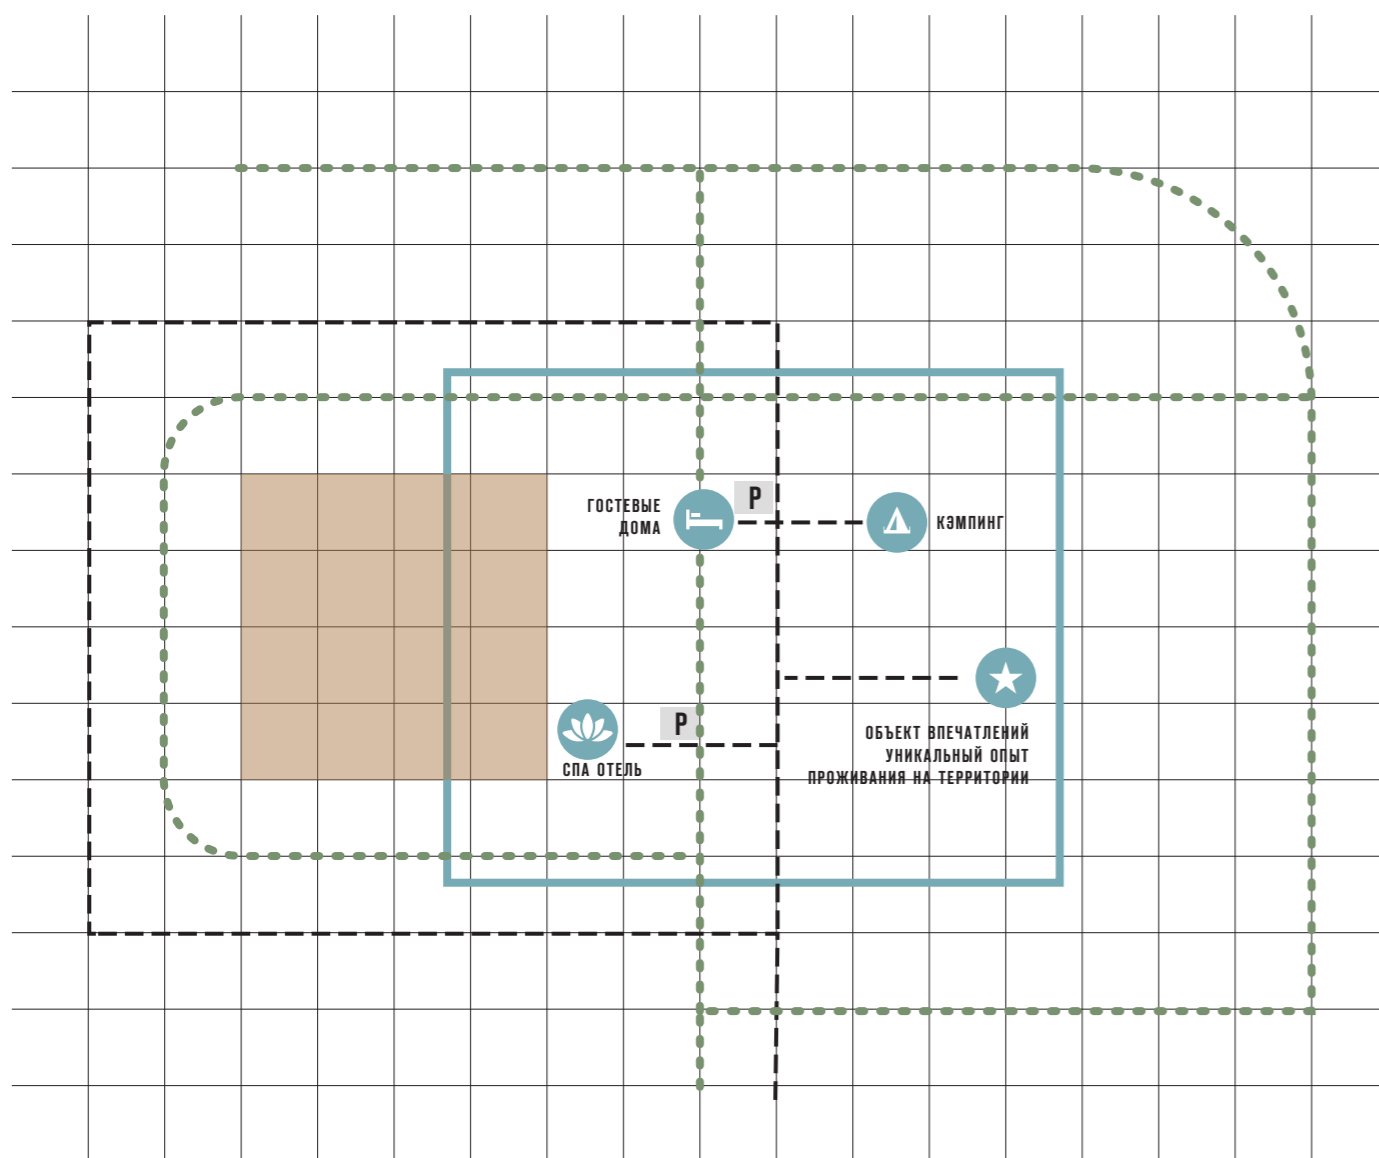 P
ГОСТЕВЫЕ
ДОМА
КЭМПИНГ
P
СПА ОТЕЛЬ
ОБЪЕКТ ВПЕЧАТЛЕНИЙ
УНИКАЛЬНЫЙ ОПЫТ
ПРОЖИВАНИЯ НА ТЕРРИТОРИИ